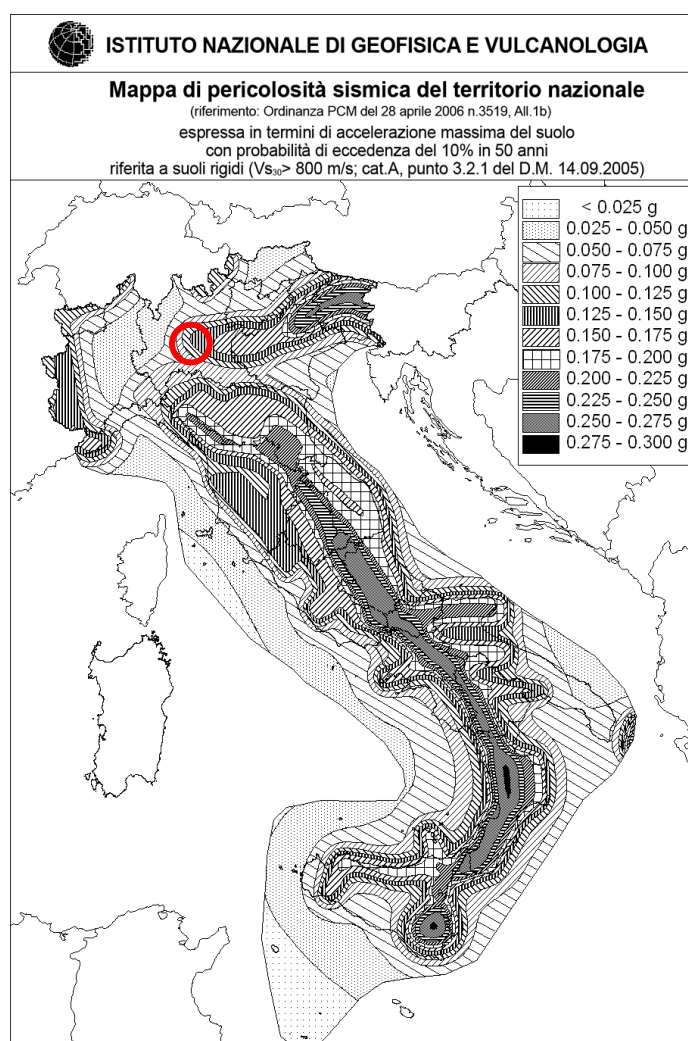 ISTITUTO NAZIONALE DI GEOFISICA E VULCANOLOGIA
Mappa di pericolosità sismica del territorio nazionale
(riferimento: Ordinanza PCM del 28 aprile 2006 n.3519, All.1b)
espressa in termini di accelerazione massima del suolo
con probabilità di eccedenza del 10% in 50 anni
riferita a suoli rigidi (Vs₃₀> 800 m/s; cat.A, punto 3.2.1 del D.M. 14.09.2005)
< 0.025 g
0.025 - 0.050 g
0.050 - 0.075 g
0.075 - 0.100 g
0.100 - 0.125 g
0.125 - 0.150 g
0.150 - 0.175 g
0.175 - 0.200 g
0.200 - 0.225 g
0.225 - 0.250 g
0.250 - 0.275 g
0.275 - 0.300 g